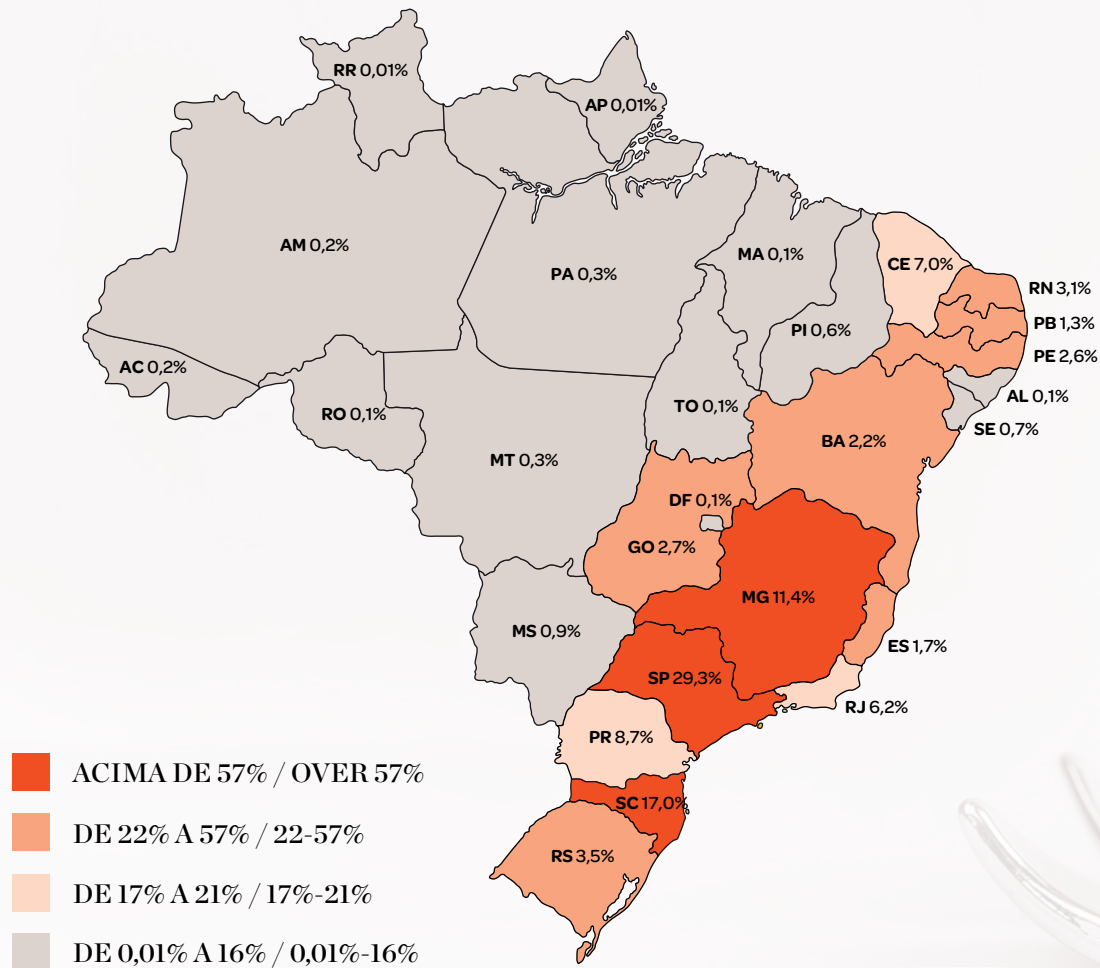 RR 0,01%
AP 0,01%
AM 0,2%
PA 0,3%
MA 0,1%
CE 7,0%
RN 3,1%
PI 0,6%
PB 1,3%
PE 2,6%
AC 0,2%
AL 0,1%
TO 0,1%
RO 0,1%
SE 0,7%
BA 2,2%
MT 0,3%
DF 0,1%
GO 2,7%
MG 11,4%
MS 0,9%
ES 1,7%
SP 29,3%
RJ 6,2%
PR 8,7%
SC 17,0%
RS 3,5%
ACIMA DE 57% / OVER 57%
DE 22% A 57% / 22-57%
DE 17% A 21% / 17%-21%
DE 0,01% A 16% / 0,01%-16%